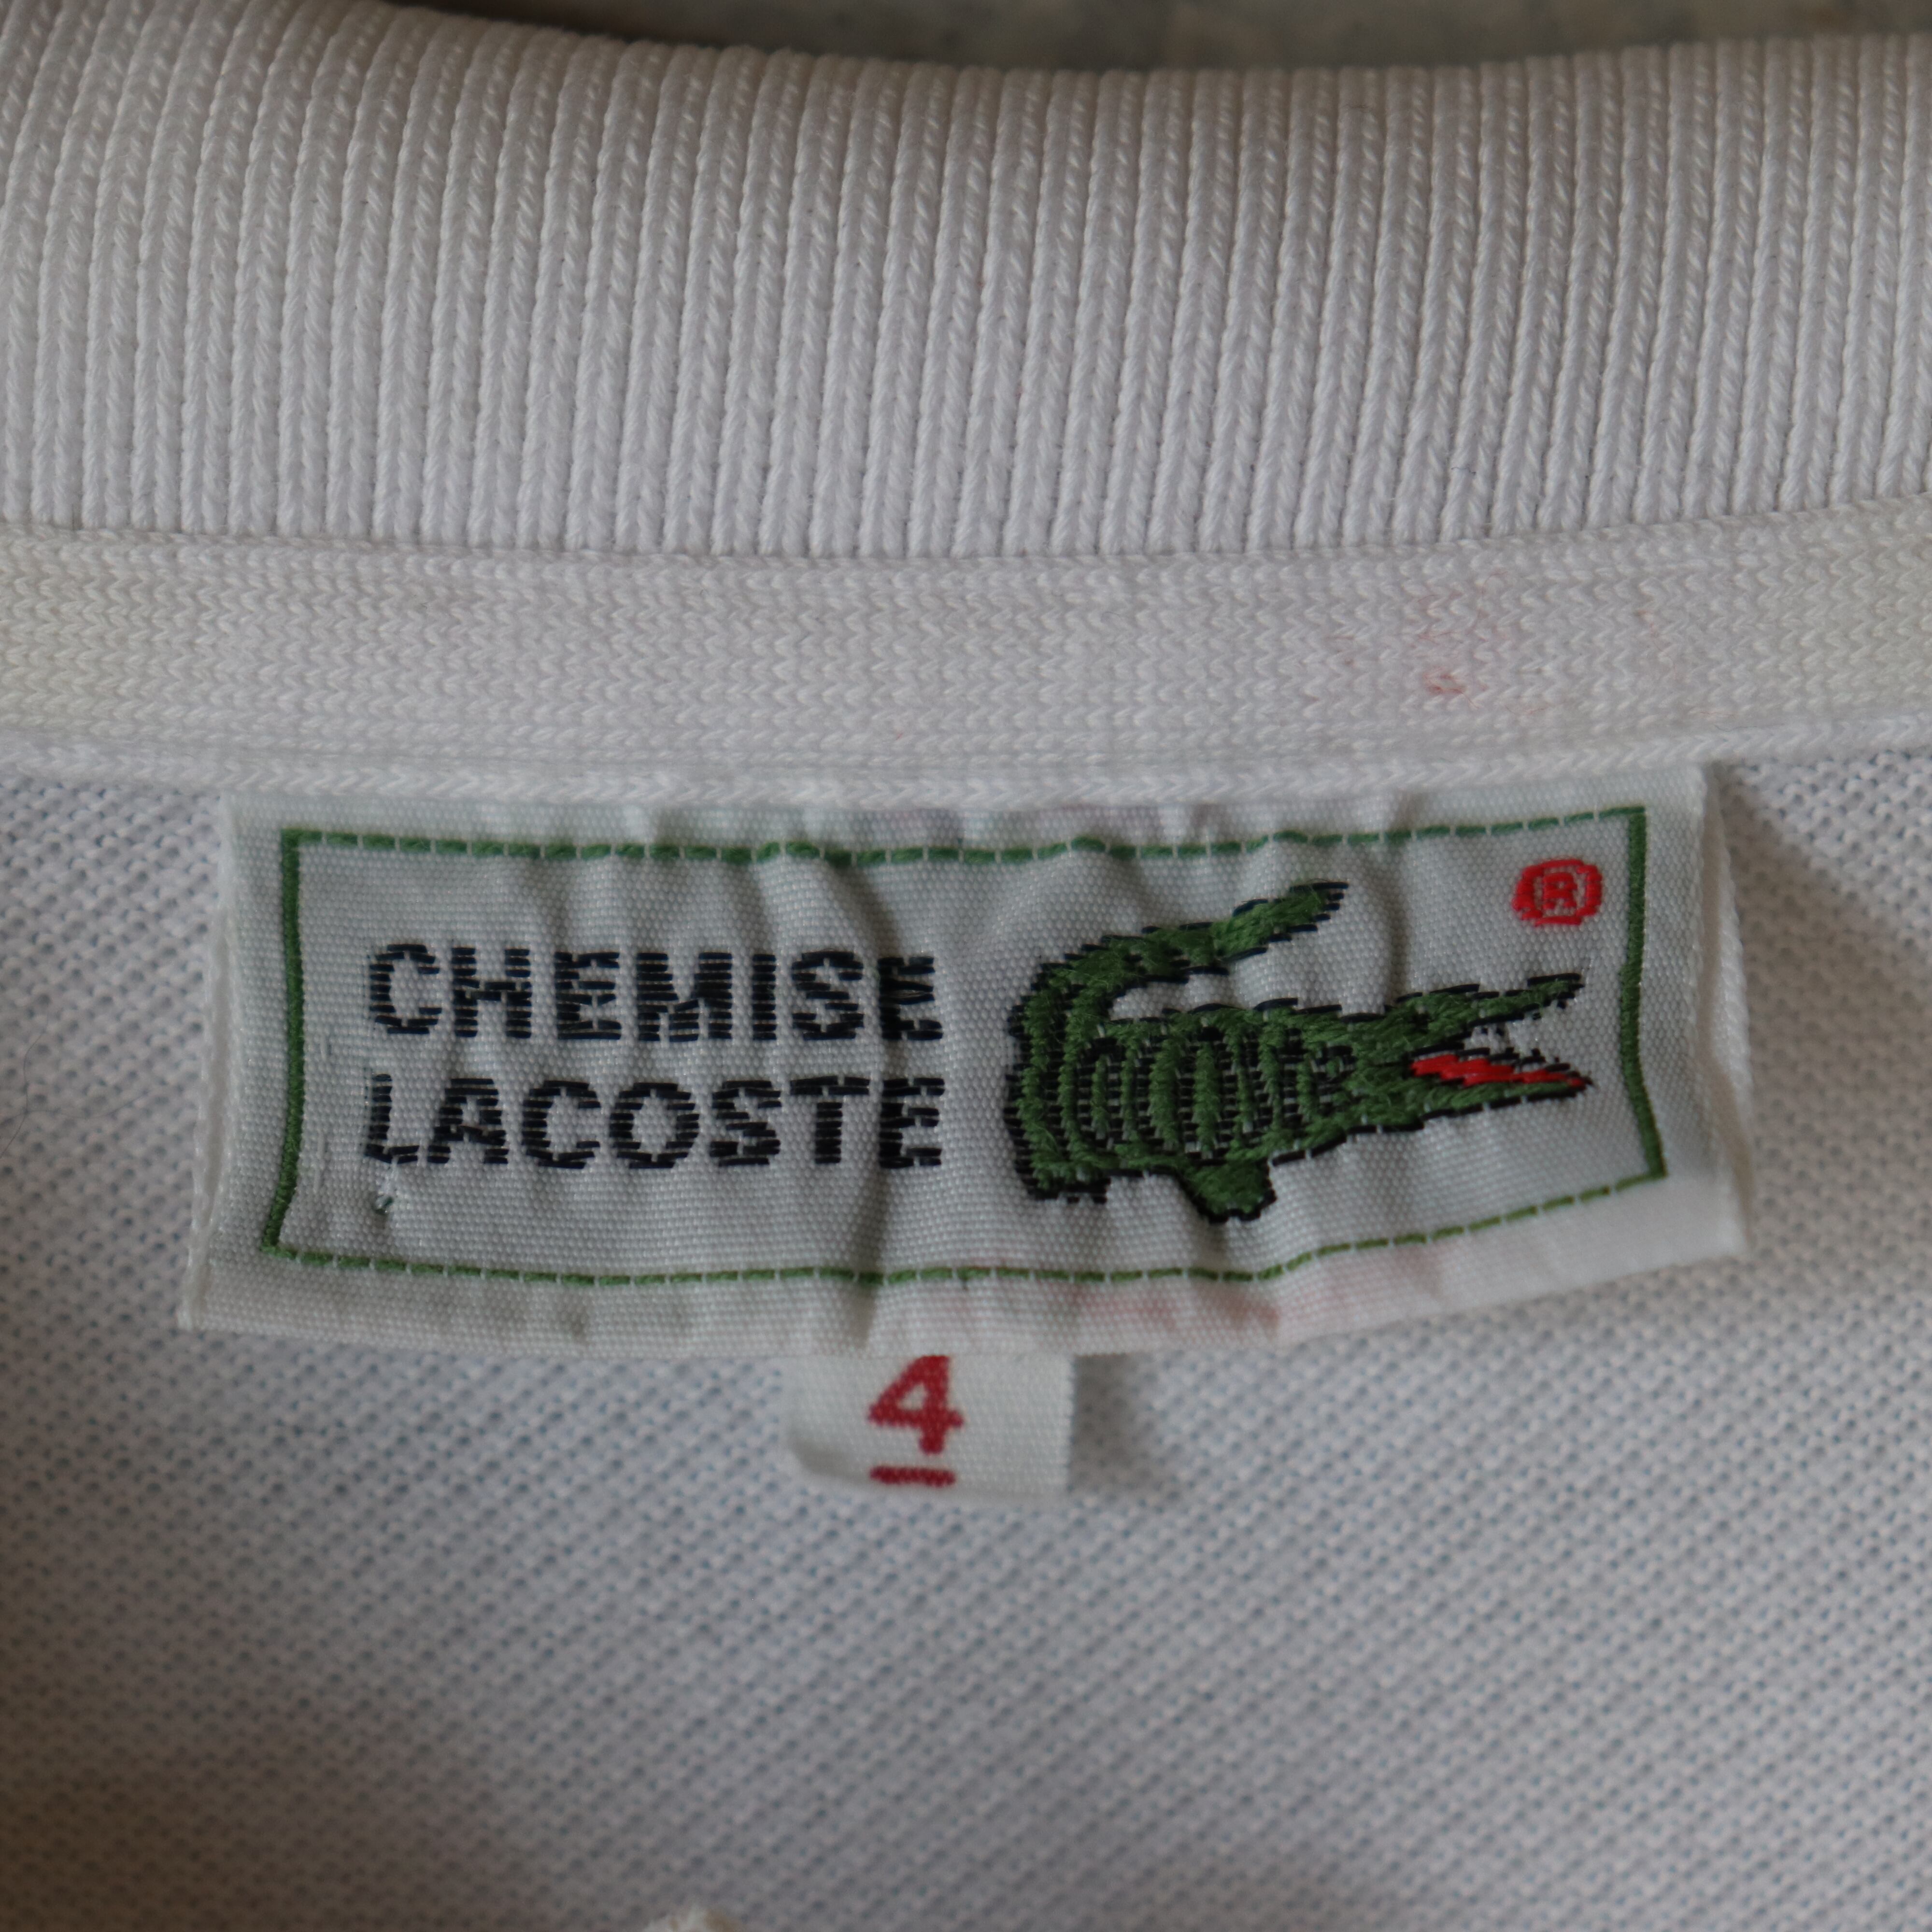 CHEMISE
LACOSTE
®
4